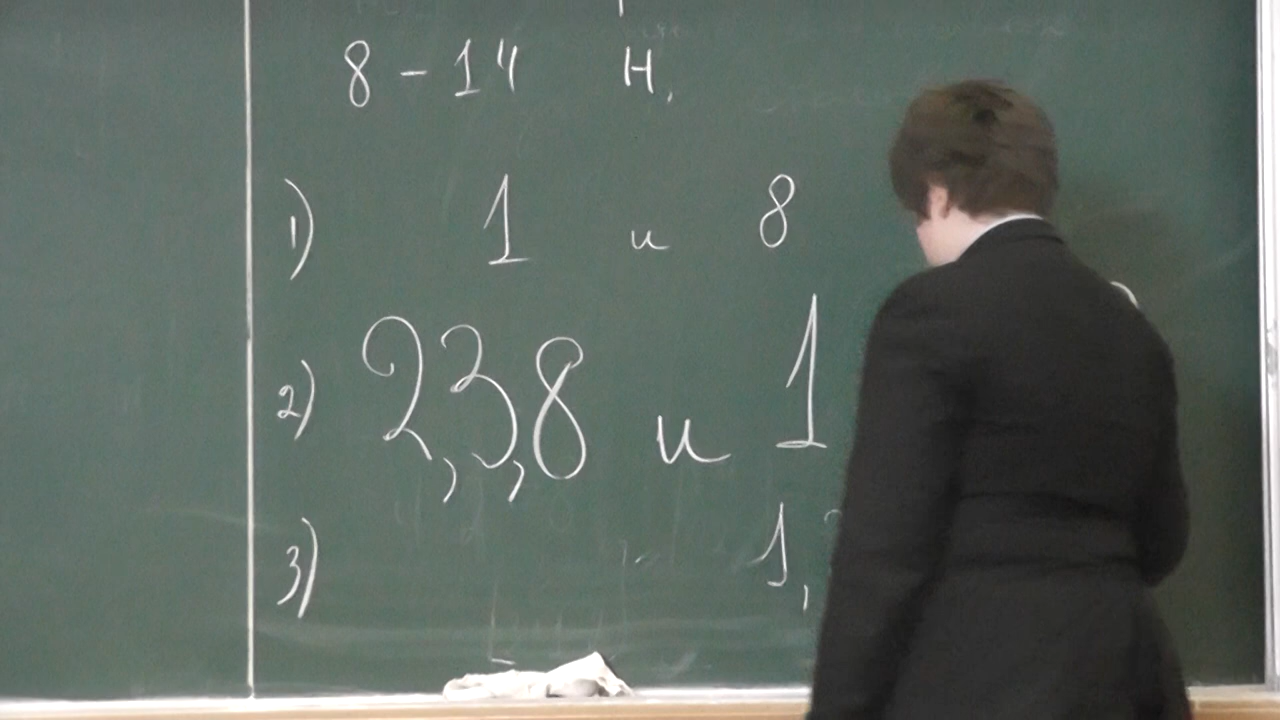 8 - 14 н.
1) 1 и 8
2) 2, 3, 8 и 1
3) 1,